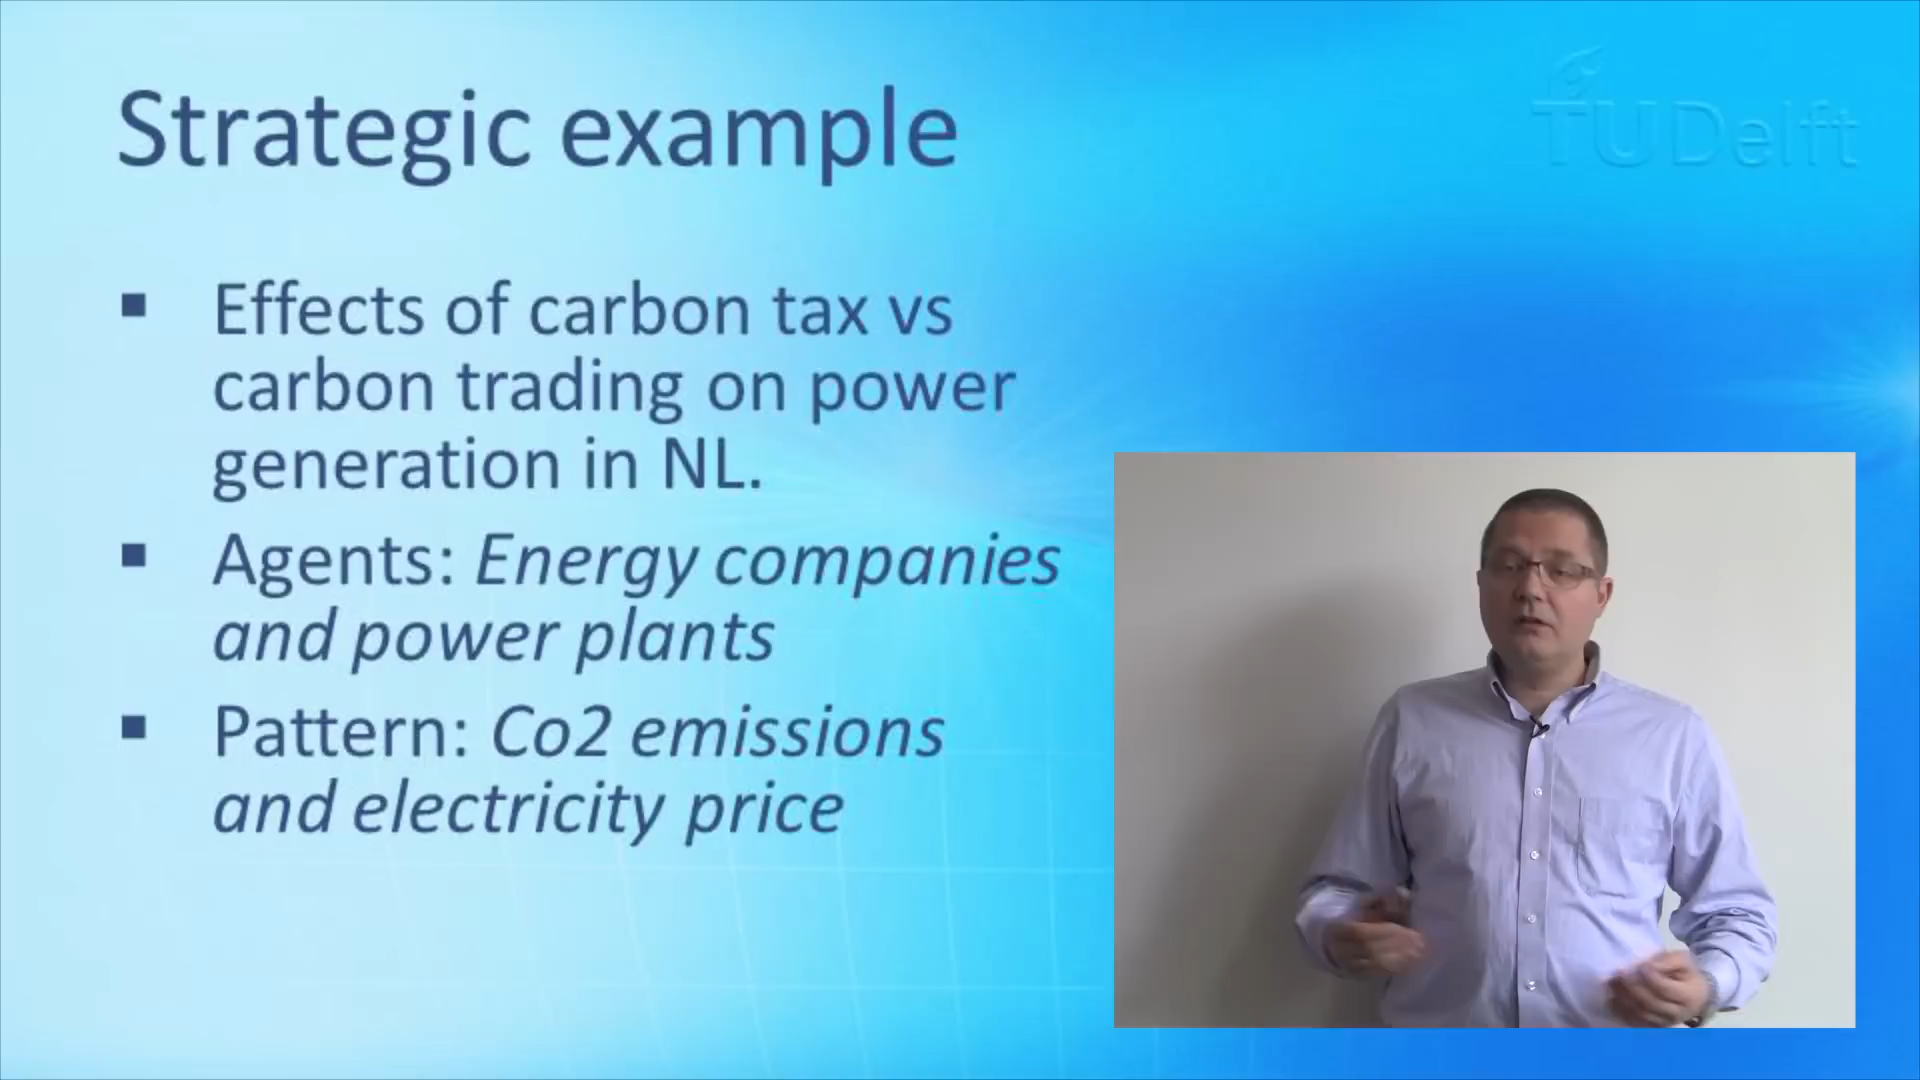 Strategic example
TUDelft
▪ Effects of carbon tax vs
carbon trading on power
generation in NL.
▪ Agents: Energy companies
and power plants
▪ Pattern: Co2 emissions
and electricity price